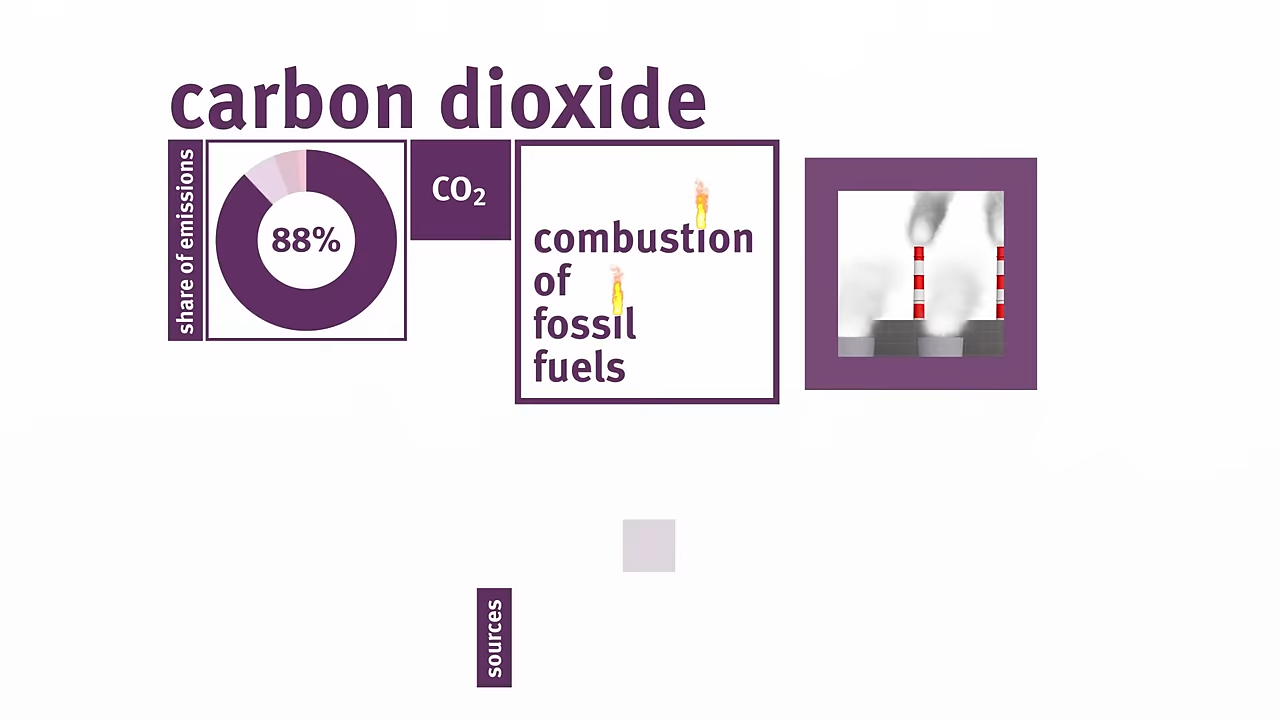 carbon dioxide
share of emissions
88%
CO₂
combustion
of
fossil
fuels
sources